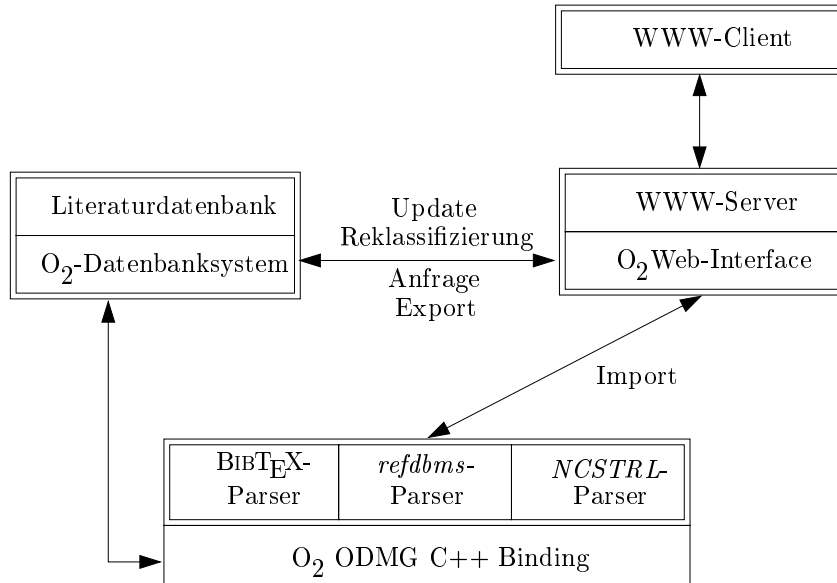 WWW-Client
Literaturdatenbank
O₂-Datenbanksystem
Update
Reklassifizierung
Anfrage
Export
WWW-Server
O₂Web-Interface
Import
BIBTEX-
Parser
refdbms-
Parser
NCSTRL-
Parser
O₂ ODMG C++ Binding